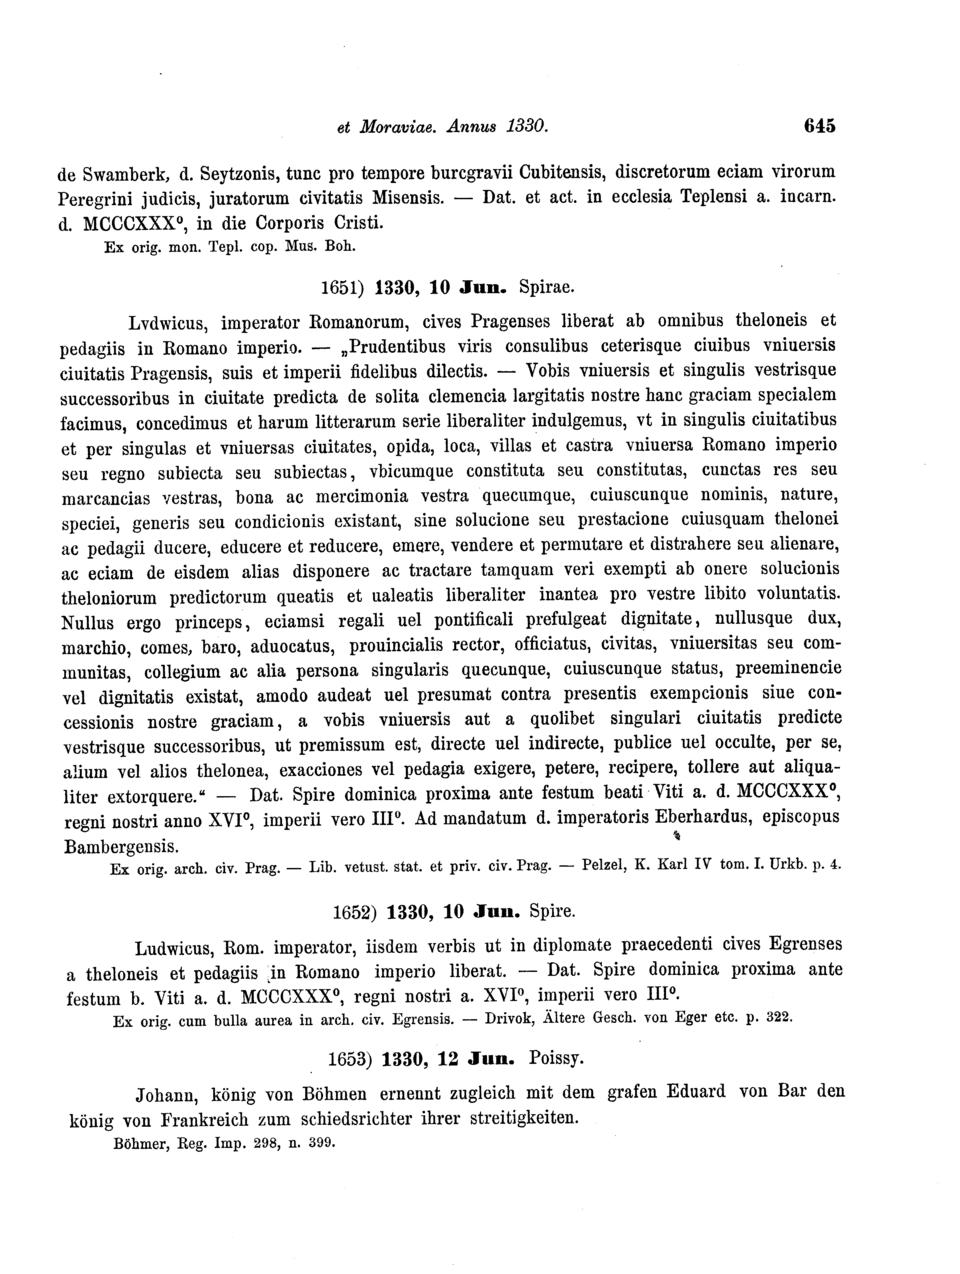 et Moraviae. Annus 1330. 645
de Swamberk, d. Seytzonis, tunc pro tempore burcgravii Cubitensis, discretorum eciam virorum
Peregrini judicis, juratorum civitatis Misensis. — Dat. et act. in ecclesia Teplensi a. incarn.
d. MCCCXXX⁰, in die Corporis Cristi.
Ex orig. mon. Tepl. cop. Mus. Boh.
1651) 1330, 10 Jun. Spirae.
Lvdwicus, imperator Romanorum, cives Pragenses liberat ab omnibus theloneis et
pedagiis in Romano imperio. — „Prudentibus viris consulibus ceterisque ciuibus vniuersis
ciuitatis Pragensis, suis et imperii fidelibus dilectis. — Vobis vniuersis et singulis vestrisque
successoribus in ciuitate predicta de solita clemencia largitatis nostre hanc graciam specialem
facimus, concedimus et harum litterarum serie liberaliter indulgemus, vt in singulis ciuitatibus
et per singulas et vniuersas ciuitates, opida, loca, villas et castra vniuersa Romano imperio
seu regno subiecta seu subiectas, vbicumque constituta seu constitutas, cunctas res seu
marcancias vestras, bona ac mercimonia vestra quecumque, cuiuscunque nominis, nature,
speciei, generis seu condicionis existant, sine solucione seu prestacione cuiusquam thelonei
ac pedagii ducere, educere et reducere, emere, vendere et permutare et distrahere seu alienare,
ac eciam de eisdem alias disponere ac tractare tamquam veri exempti ab onere solucionis
theloniorum predictorum queatis et ualeatis liberaliter inantea pro vestre libito voluntatis.
Nullus ergo princeps, eciamsi regali uel pontificali prefulgeat dignitate, nullusque dux,
marchio, comes, baro, aduocatus, prouincialis rector, officiatus, civitas, vniuersitas seu com-
munitas, collegium ac alia persona singularis quecunque, cuiuscunque status, preeminencie
vel dignitatis existat, amodo audeat uel presumat contra presentis exempcionis siue con-
cessionis nostre graciam, a vobis vniuersis aut a quolibet singulari ciuitatis predicte
vestrisque successoribus, ut premissum est, directe uel indirecte, publice uel occulte, per se,
alium vel alios thelonea, exacciones vel pedagia exigere, petere, recipere, tollere aut aliqua-
liter extorquere.“ — Dat. Spire dominica proxima ante festum beati Viti a. d. MCCCXXX⁰,
regni nostri anno XVI⁰, imperii vero III⁰. Ad mandatum d. imperatoris Eberhardus, episcopus
Bambergensis.
Ex orig. arch. civ. Prag. — Lib. vetust. stat. et priv. civ. Prag. — Pelzel, K. Karl IV tom. I. Urkb. p. 4.
1652) 1330, 10 Jun. Spire.
Ludwicus, Rom. imperator, iisdem verbis ut in diplomate praecedenti cives Egrenses
a theloneis et pedagiis in Romano imperio liberat. — Dat. Spire dominica proxima ante
festum b. Viti a. d. MCCCXXX⁰, regni nostri a. XVI⁰, imperii vero III⁰.
Ex orig. cum bulla aurea in arch. civ. Egrensis. — Drivok, Ältere Gesch. von Eger etc. p. 322.
1653) 1330, 12 Jun. Poissy.
Johann, könig von Böhmen ernennt zugleich mit dem grafen Eduard von Bar den
könig von Frankreich zum schiedsrichter ihrer streitigkeiten.
Böhmer, Reg. Imp. 298, n. 399.